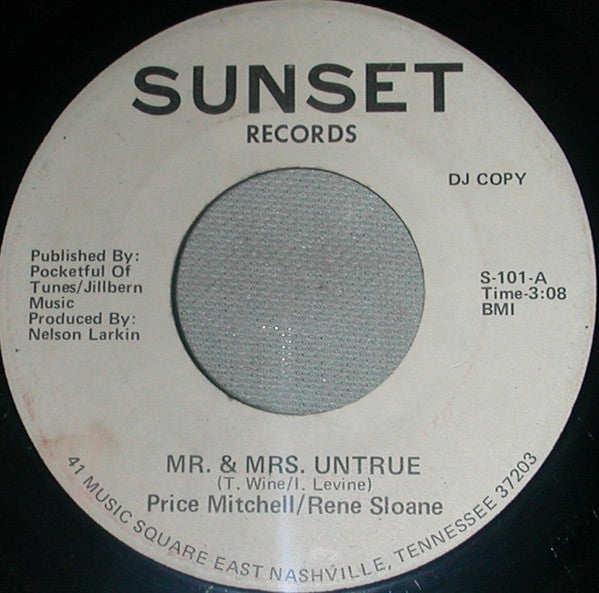 SUNSET
RECORDS
DJ COPY
Published By:
Pocketful Of
Tunes/Jillbern
Music
Produced By:
Nelson Larkin
S-101-A
Time-3:08
BMI
MR. & MRS. UNTRUE
(T. Wine/I. Levine)
Price Mitchell/Rene Sloane
41 MUSIC SQUARE EAST NASHVILLE, TENNESSEE 37203